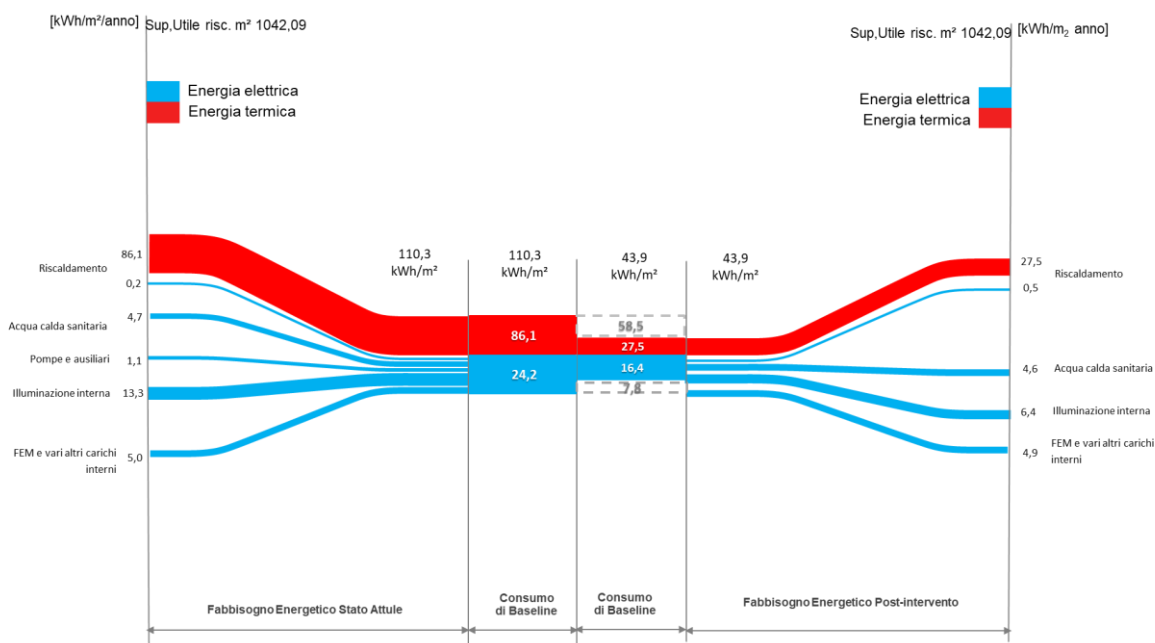 [kWh/m²/anno] Sup,Utile risc. m² 1042,09
Sup,Utile risc. m² 1042,09 [kWh/m₂ anno]
Energia elettrica
Energia termica
Energia elettrica
Energia termica
86,1
Riscaldamento
0,2
4,7
Acqua calda sanitaria
Pompe e ausiliari
1,1
Illuminazione interna 13,3
FEM e vari altri carichi
interni
5,0
110,3
kWh/m²
110,3
kWh/m²
43,9
kWh/m²
43,9
kWh/m²
86,1
24,2
58,5
27,5
16,4
7,8
27,5
Riscaldamento
0,5
4,6 Acqua calda sanitaria
6,4 Illuminazione interna
FEM e vari altri carichi
4,9
interni
Fabbisogno Energetico Stato Attule
Consumo
di Baseline
Consumo
di Baseline
Fabbisogno Energetico Post-intervento